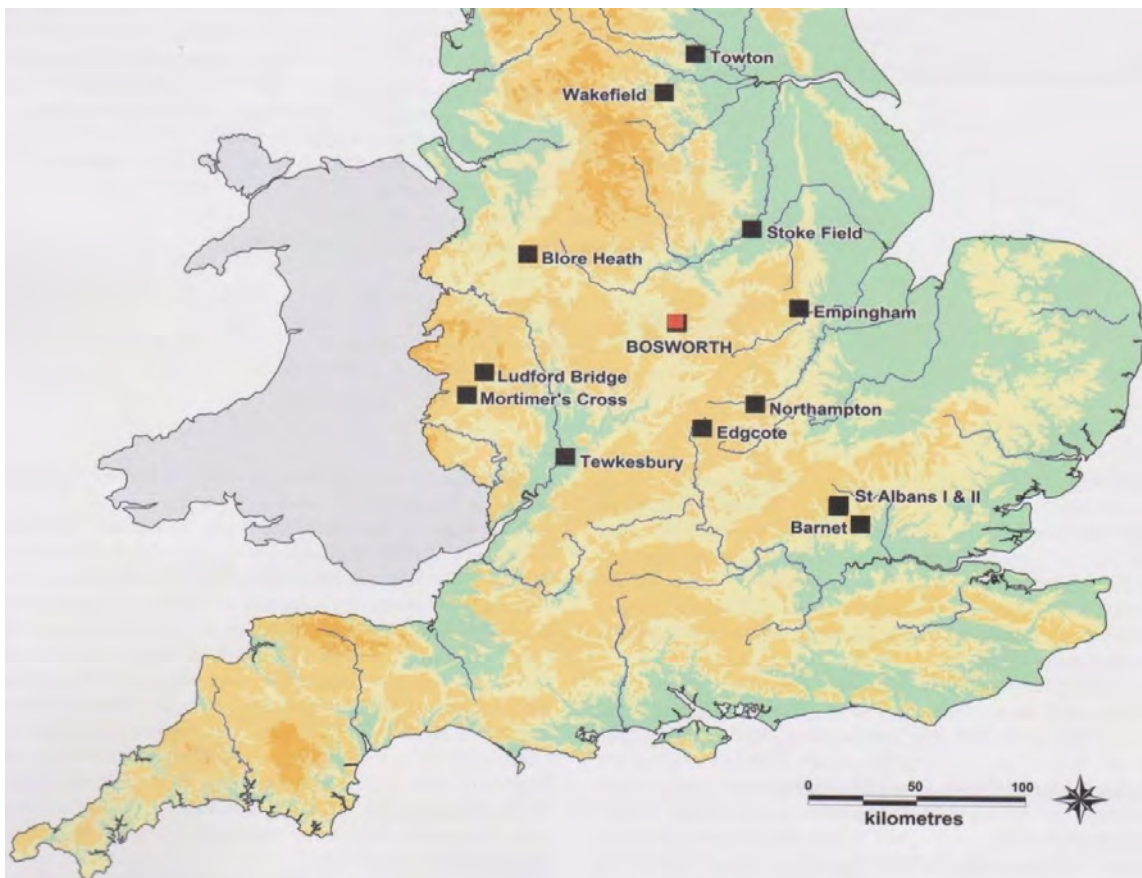 Towton
Wakefield
Stoke Field
Blore Heath
Empingham
BOSWORTH
Ludford Bridge
Mortimer's Cross
Northampton
Edgcote
Tewkesbury
St Albans I & II
Barnet
0 50 100
kilometres